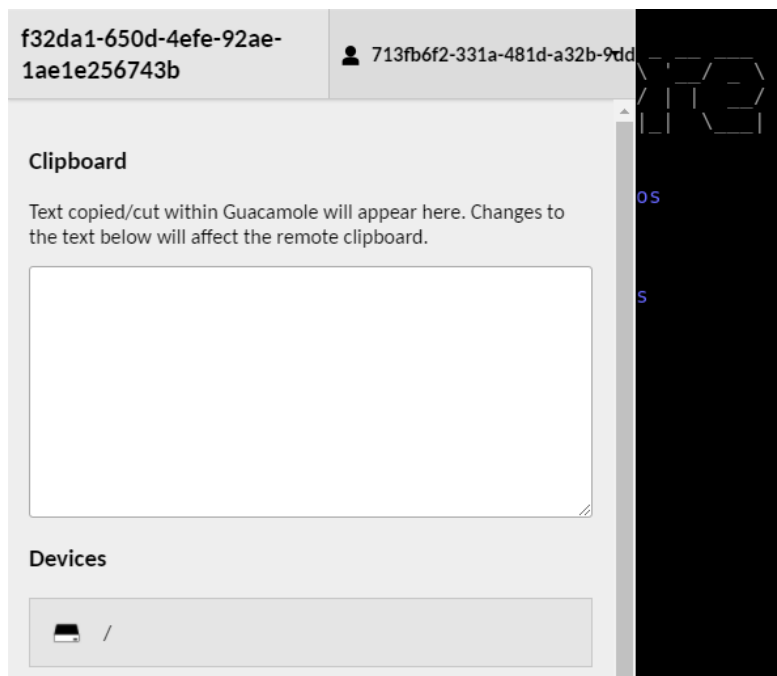 f32da1-650d-4efe-92ae-
1ae1e256743b
713fb6f2-331a-481d-a32b-9dd
Clipboard
Text copied/cut within Guacamole will appear here. Changes to
the text below will affect the remote clipboard.
Devices
/
os
s